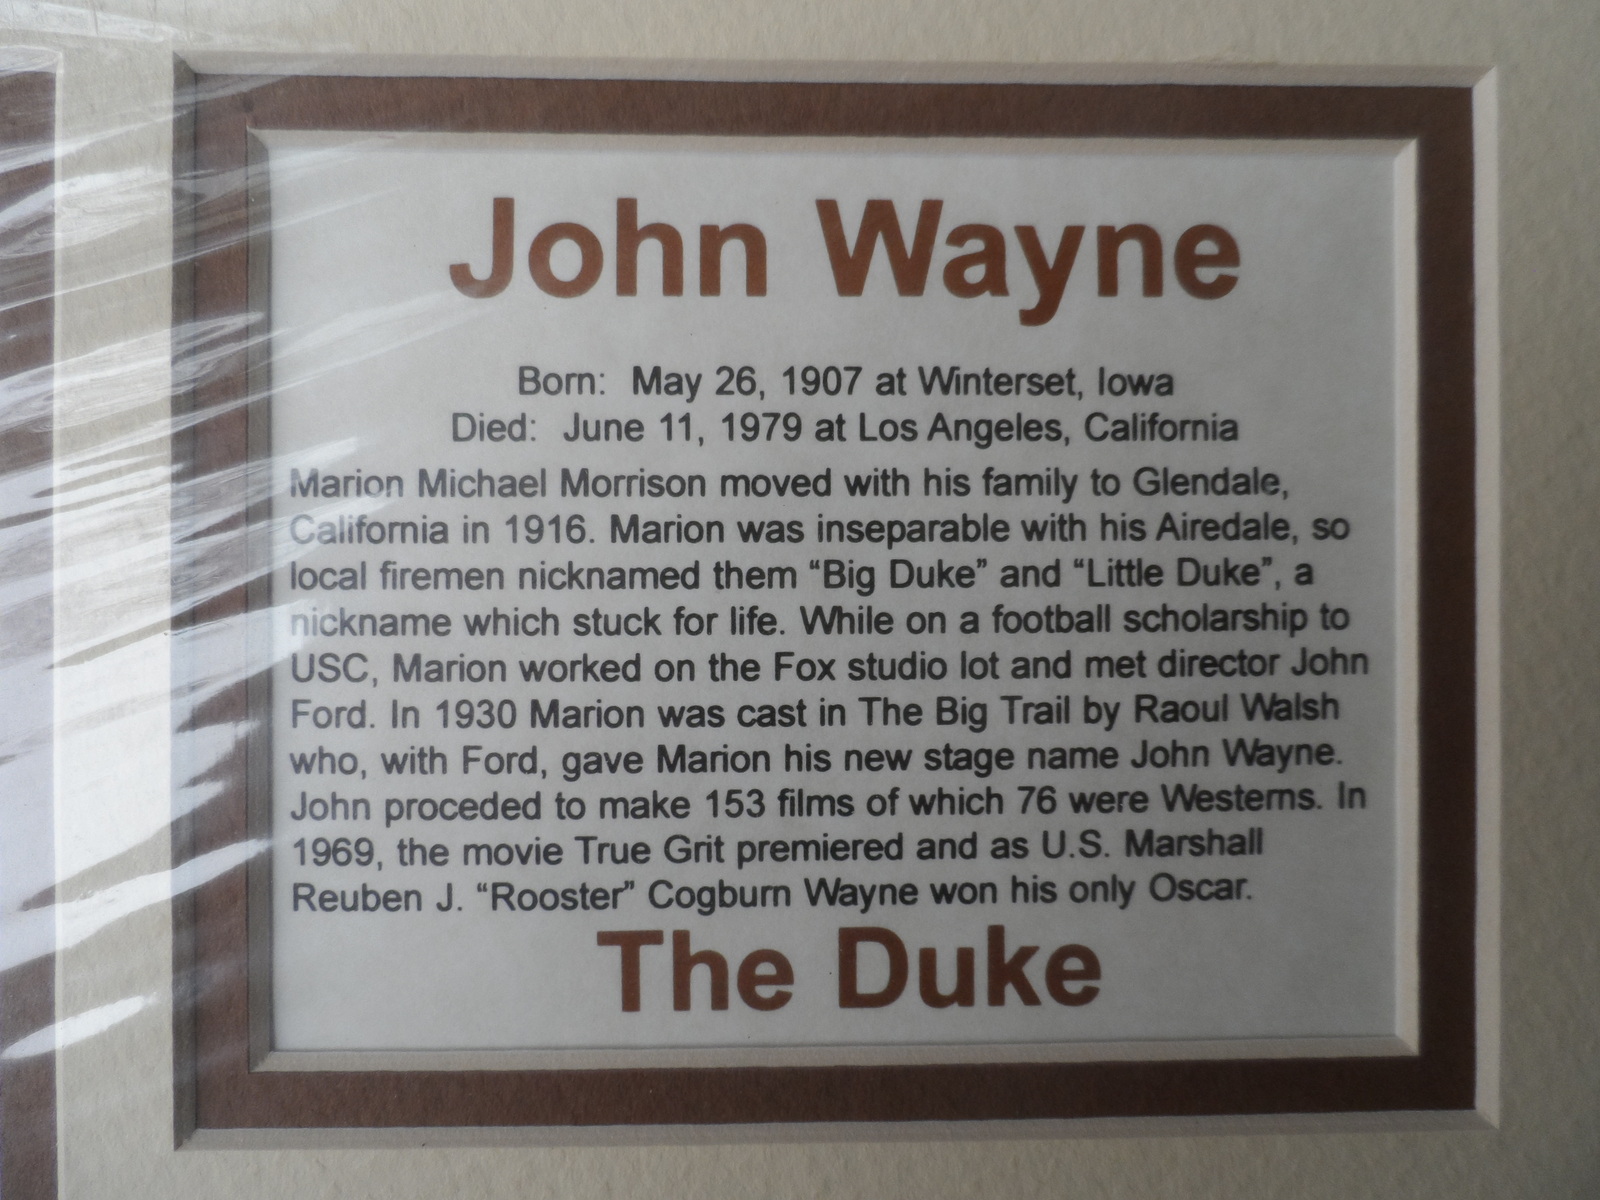 John Wayne
Born: May 26, 1907 at Winterset, Iowa
Died: June 11, 1979 at Los Angeles, California
Marion Michael Morrison moved with his family to Glendale,
California in 1916. Marion was inseparable with his Airedale, so
local firemen nicknamed them “Big Duke” and “Little Duke”, a
nickname which stuck for life. While on a football scholarship to
USC, Marion worked on the Fox studio lot and met director John
Ford. In 1930 Marion was cast in The Big Trail by Raoul Walsh
who, with Ford, gave Marion his new stage name John Wayne.
John proceded to make 153 films of which 76 were Westerns. In
1969, the movie True Grit premiered and as U.S. Marshall
Reuben J. “Rooster” Cogburn Wayne won his only Oscar.
The Duke